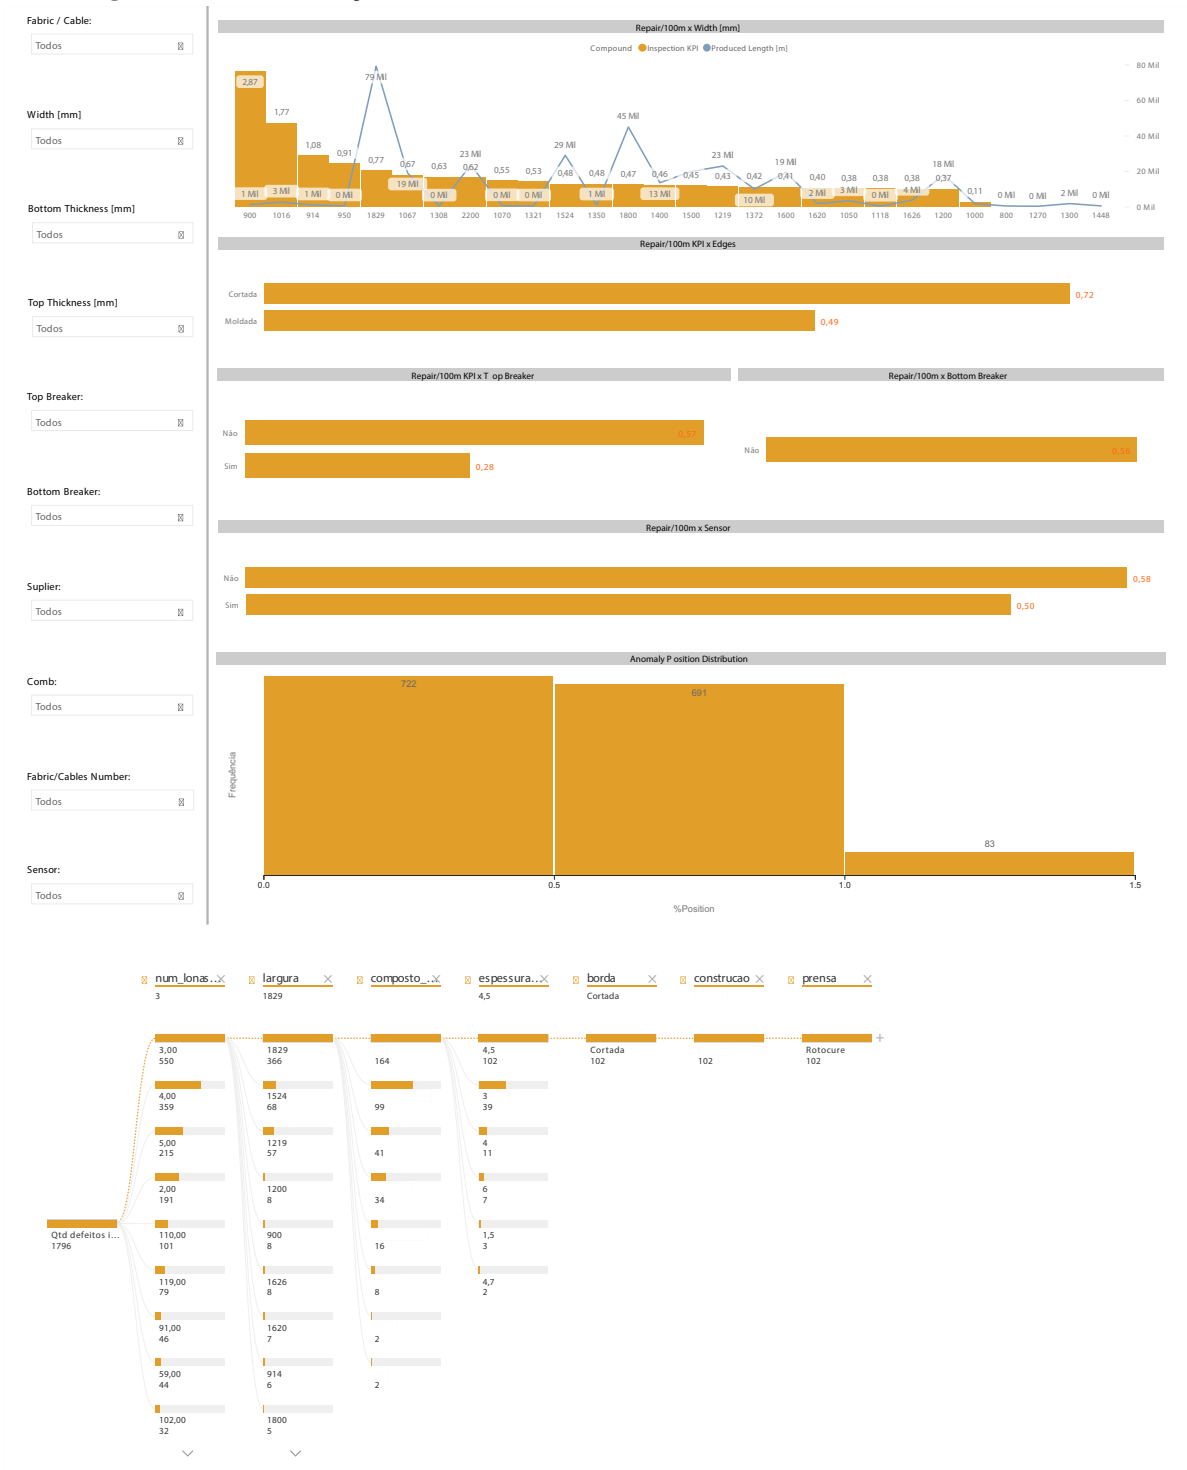 Fabric / Cable:
Todos
Width [mm]
Todos
Bottom Thickness [mm]
Todos
Top Thickness [mm]
Todos
Top Breaker:
Todos
Bottom Breaker:
Todos
Suplier:
Todos
Comb:
Todos
Fabric/Cables Number:
Todos
Sensor:
Todos
Repair/100m x Width [mm]
Compound Inspection KPI Produced Length [m]
80 Mil
60 Mil
40 Mil
20 Mil
0 Mil
2,87 1,77 1,08 0,91 0,77 0,67 0,63 0,62 0,55 0,53 0,48 0,48 0,47 0,46 0,45 0,43 0,42 0,41 0,40 0,38 0,38 0,38 0,37 0,11
1 Mil 3 Mil 1 Mil 0 Mil 79 Mil 19 Mil 0 Mil 23 Mil 0 Mil 0 Mil 29 Mil 1 Mil 45 Mil 13 Mil 23 Mil 10 Mil 19 Mil 2 Mil 3 Mil 0 Mil 4 Mil 18 Mil 0 Mil 0 Mil 2 Mil 0 Mil
900 1016 914 950 1829 1067 1308 2200 1070 1321 1524 1350 1800 1400 1500 1219 1372 1600 1620 1050 1118 1626 1200 1000 800 1270 1300 1448
Repair/100m KPI x Edges
Cortada 0,72
Moldada 0,49
Repair/100m KPI x T op Breaker
Não 0,57
Sim 0,28
Repair/100m x Bottom Breaker
Não 0,56
Repair/100m x Sensor
Não 0,58
Sim 0,50
Anomaly P osition Distribution
Frequência
722
691
83
0.0 0.5 1.0 1.5
%Position
num_lonas... largura composto_... espessura... borda construcao prensa
3 1829 4,5 Cortada
Qtd defeitos i...
1796
3,00
550
4,00
359
5,00
215
2,00
191
110,00
101
119,00
79
91,00
46
59,00
44
102,00
32
1829
366
1524
68
1219
57
1200
8
900
8
1626
8
1620
7
914
6
1800
5
164
99
41
34
16
8
2
2
4,5
102
3
39
4
11
6
7
1,5
3
4,7
2
Cortada
102
102
Rotocure
102